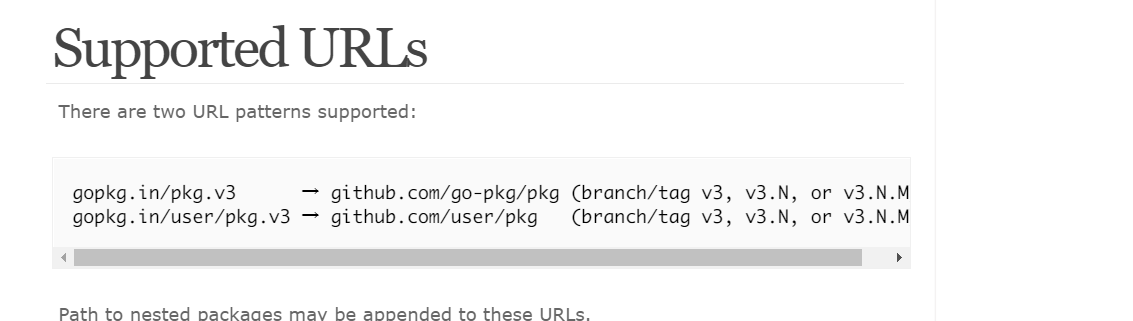 Supported URLs
There are two URL patterns supported:
gopkg.in/pkg.v3      → github.com/go-pkg/pkg (branch/tag v3, v3.N, or v3.N.M
gopkg.in/user/pkg.v3 → github.com/user/pkg   (branch/tag v3, v3.N, or v3.N.M
Path to nested packages may be appended to these URLs.